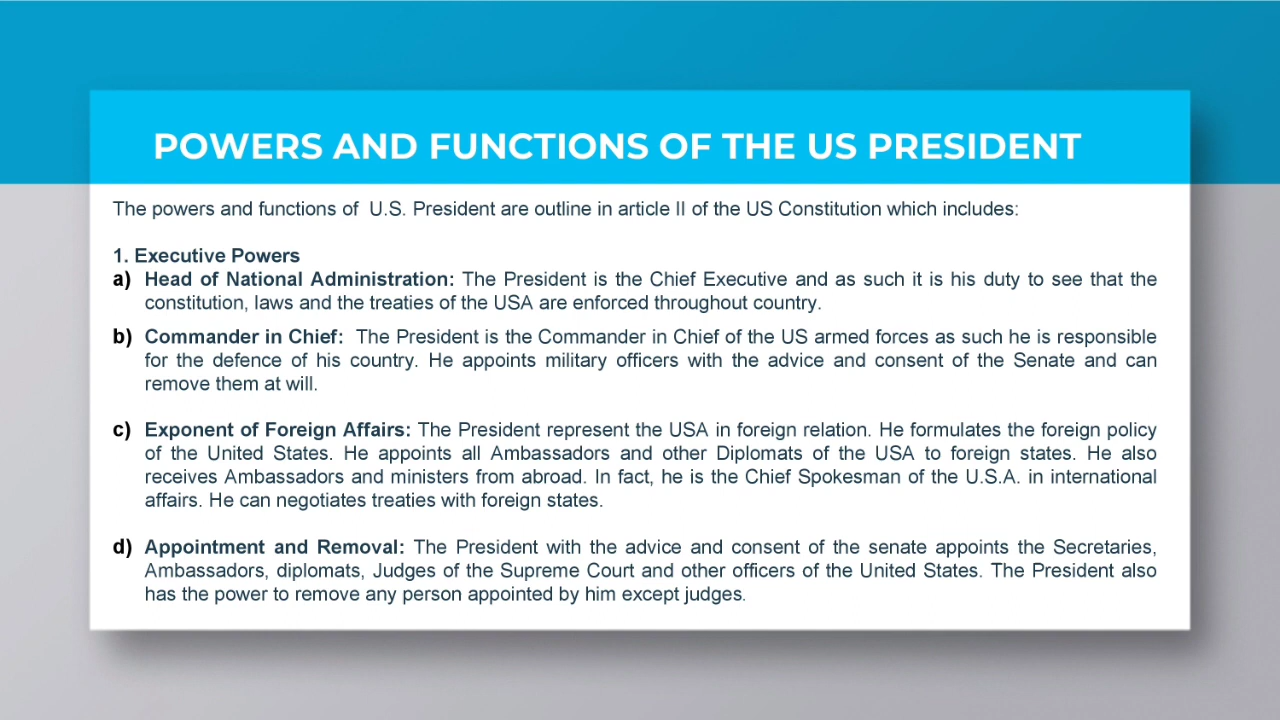 POWERS AND FUNCTIONS OF THE US PRESIDENT
The powers and functions of U.S. President are outline in article II of the US Constitution which includes:
1. Executive Powers
a) Head of National Administration: The President is the Chief Executive and as such it is his duty to see that the
constitution, laws and the treaties of the USA are enforced throughout country.
b) Commander in Chief: The President is the Commander in Chief of the US armed forces as such he is responsible
for the defence of his country. He appoints military officers with the advice and consent of the Senate and can
remove them at will.
c) Exponent of Foreign Affairs: The President represent the USA in foreign relation. He formulates the foreign policy
of the United States. He appoints all Ambassadors and other Diplomats of the USA to foreign states. He also
receives Ambassadors and ministers from abroad. In fact, he is the Chief Spokesman of the U.S.A. in international
affairs. He can negotiates treaties with foreign states.
d) Appointment and Removal: The President with the advice and consent of the senate appoints the Secretaries,
Ambassadors, diplomats, Judges of the Supreme Court and other officers of the United States. The President also
has the power to remove any person appointed by him except judges.